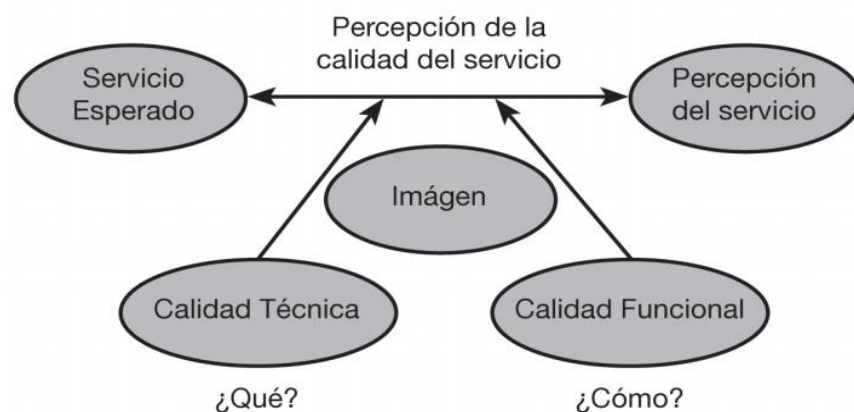 Percepción de la
calidad del servicio
Servicio
Esperado
Percepción
del servicio
Imágen
Calidad Técnica
Calidad Funcional
¿Qué?
¿Cómo?